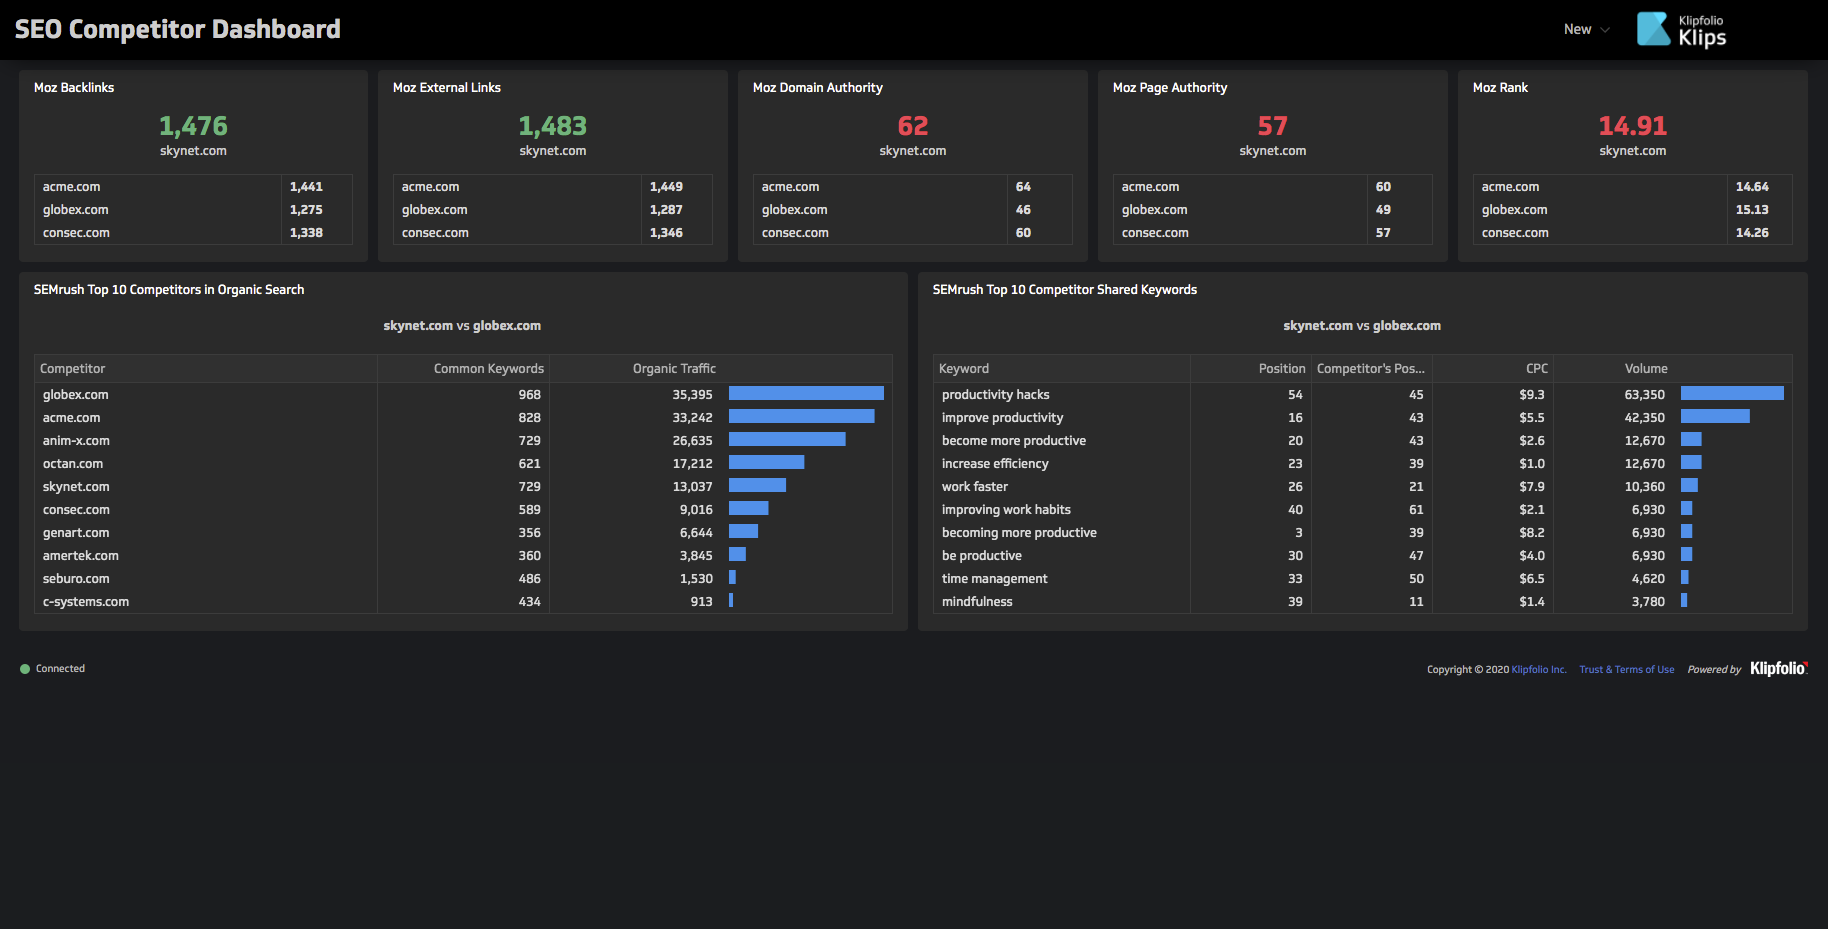 SEO Competitor Dashboard
New
Klipfolio
Klips
Moz Backlinks
1,476
skynet.com
acme.com 1,441
globex.com 1,275
consec.com 1,338
Moz External Links
1,483
skynet.com
acme.com 1,449
globex.com 1,287
consec.com 1,346
Moz Domain Authority
62
skynet.com
acme.com 64
globex.com 46
consec.com 60
Moz Page Authority
57
skynet.com
acme.com 60
globex.com 49
consec.com 57
Moz Rank
14.91
skynet.com
acme.com 14.64
globex.com 15.13
consec.com 14.26
SEMrush Top 10 Competitors in Organic Search
skynet.com vs globex.com
Competitor Common Keywords Organic Traffic
globex.com 968 35,395
acme.com 828 33,242
anim-x.com 729 26,635
octan.com 621 17,212
skynet.com 729 13,037
consec.com 589 9,016
genart.com 356 6,644
amertek.com 360 3,845
seburo.com 486 1,530
c-systems.com 434 913
SEMrush Top 10 Competitor Shared Keywords
skynet.com vs globex.com
Keyword Position Competitor's Pos... CPC Volume
productivity hacks 54 45 $9.3 63,350
improve productivity 16 43 $5.5 42,350
become more productive 20 43 $2.6 12,670
increase efficiency 23 39 $1.0 12,670
work faster 26 21 $7.9 10,360
improving work habits 40 61 $2.1 6,930
becoming more productive 3 39 $8.2 6,930
be productive 30 47 $4.0 6,930
time management 33 50 $6.5 4,620
mindfulness 39 11 $1.4 3,780
Connected
Copyright © 2020 Klipfolio Inc. Trust & Terms of Use Powered by Klipfolio